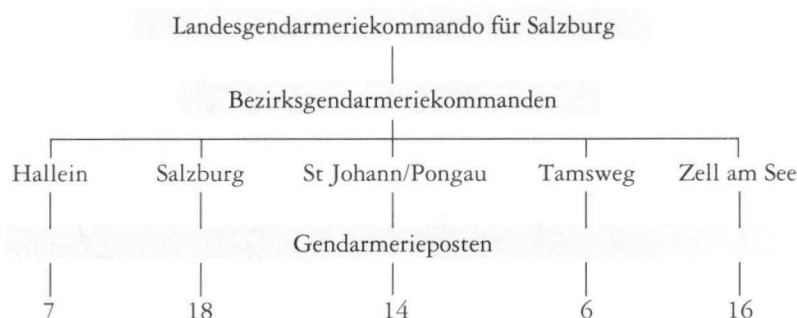 Landesgendarmeriekommando für Salzburg
Bezirksgendarmeriekommanden
Hallein Salzburg St Johann/Pongau Tamsweg Zell am See
Gendarmerieposten
7 18 14 6 16